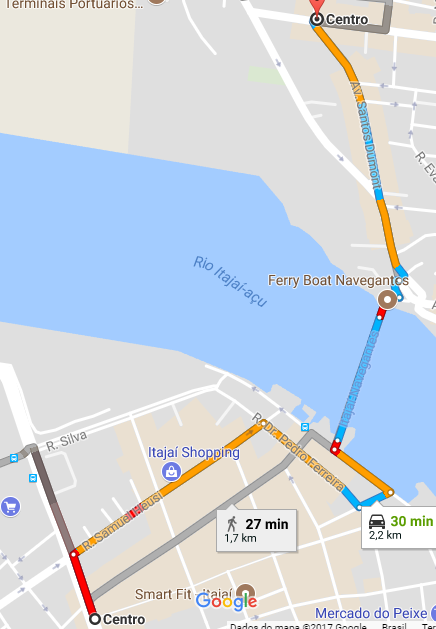 Terminais Portuários...
Centro
Av. Santos Dumont
R. Eva
Rio Itajaí-açu
Ferry Boat Navegantes
R. Silva
Itajaí Shopping
R. Dr. Pedro Ferreira
R. Samuel Heusi
27 min
1,7 km
30 min
2,2 km
Smart Fit - Itajaí
Google
Centro
Mercado do Peixe
Dados do mapa ©2017 Google
Brasil
Ter